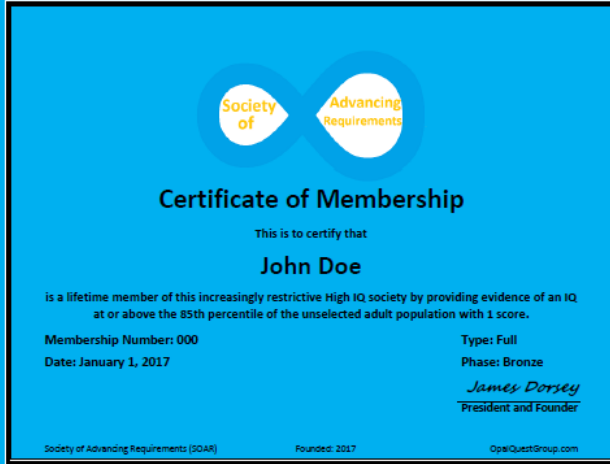 Society of
Advancing Requirements
Certificate of Membership
This is to certify that
John Doe
is a lifetime member of this increasingly restrictive High IQ society by providing evidence of an IQ
at or above the 85th percentile of the unselected adult population with 1 score.
Membership Number: 000
Type: Full
Date: January 1, 2017
Phase: Bronze
James Dorsey
President and Founder
Society of Advancing Requirements (SOAR)
Founded: 2017
OpalQuestGroup.com